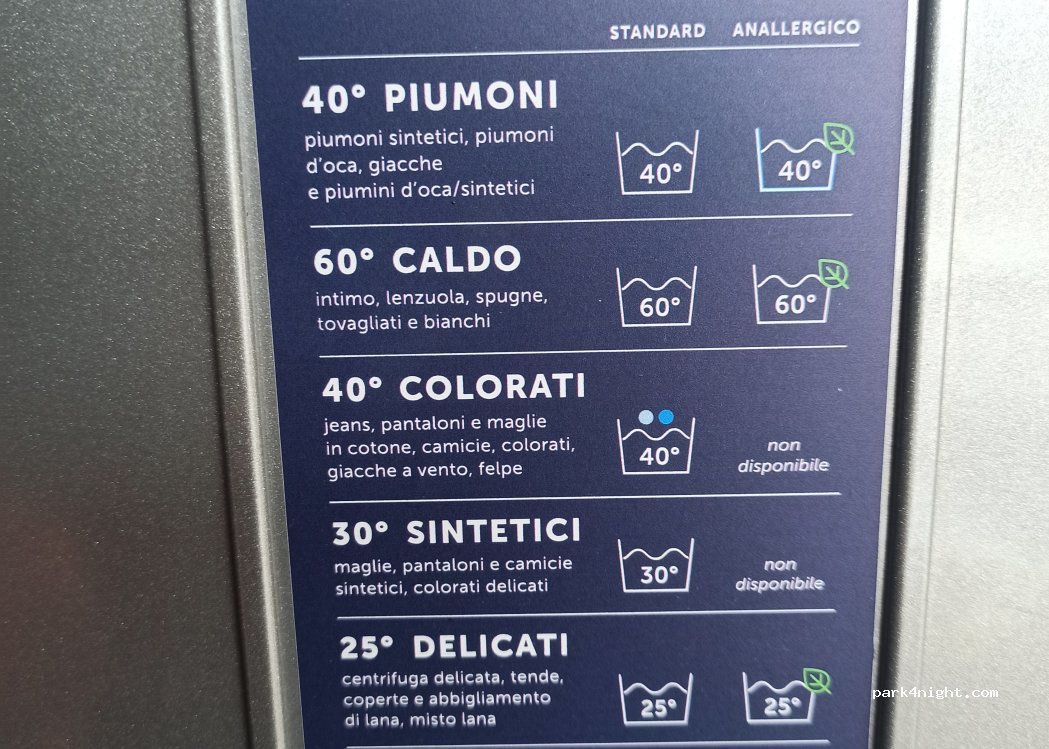 STANDARD ANALLERGICO
40° PIUMONI
piumoni sintetici, piumoni
d'oca, giacche
e piumini d'oca/sintetici
40° 40°
60° CALDO
intimo, lenzuola, spugne,
tovagliati e bianchi
60° 60°
40° COLORATI
jeans, pantaloni e maglie
in cotone, camicie, colorati,
giacche a vento, felpe
40°
non
disponibile
30° SINTETICI
maglie, pantaloni e camicie
sintetici, colorati delicati
30°
non
disponibile
25° DELICATI
centrifuga delicata, tende,
coperte e abbigliamento
di lana, misto lana
25° 25°
park4night.com